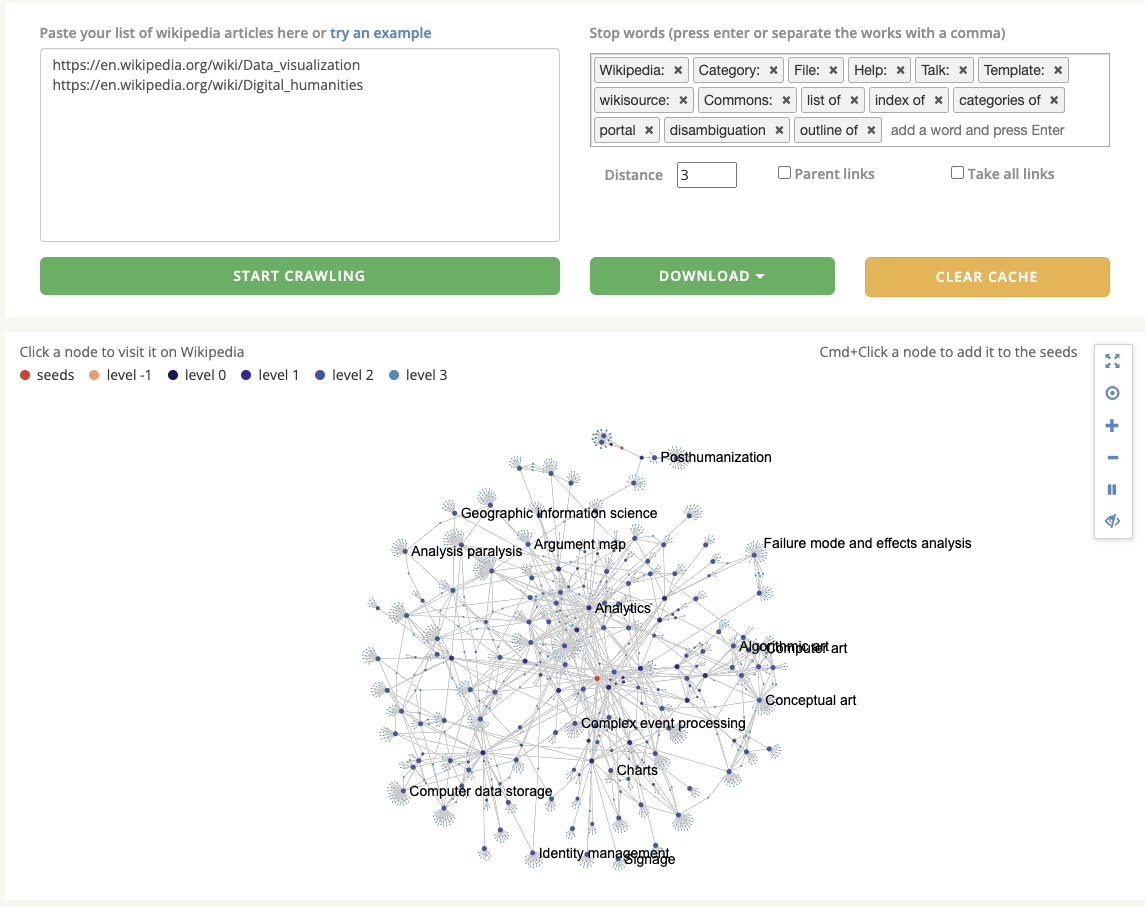 Paste your list of wikipedia articles here or try an example
https://en.wikipedia.org/wiki/Data_visualization
https://en.wikipedia.org/wiki/Digital_humanities
START CRAWLING
Stop words (press enter or separate the works with a comma)
Wikipedia: × Category: × File: × Help: × Talk: × Template: ×
wikisource: × Commons: × list of × index of × categories of ×
portal × disambiguation × outline of × add a word and press Enter
Distance 3 Parent links Take all links
DOWNLOAD CLEAR CACHE
Click a node to visit it on Wikipedia
Cmd+Click a node to add it to the seeds
seeds level -1 level 0 level 1 level 2 level 3
Posthumanization
Geographic information science
Argument map
Failure mode and effects analysis
Analysis paralysis
Analytics
Algorithmic art
Computer art
Conceptual art
Complex event processing
Charts
Computer data storage
Identity management
Signage